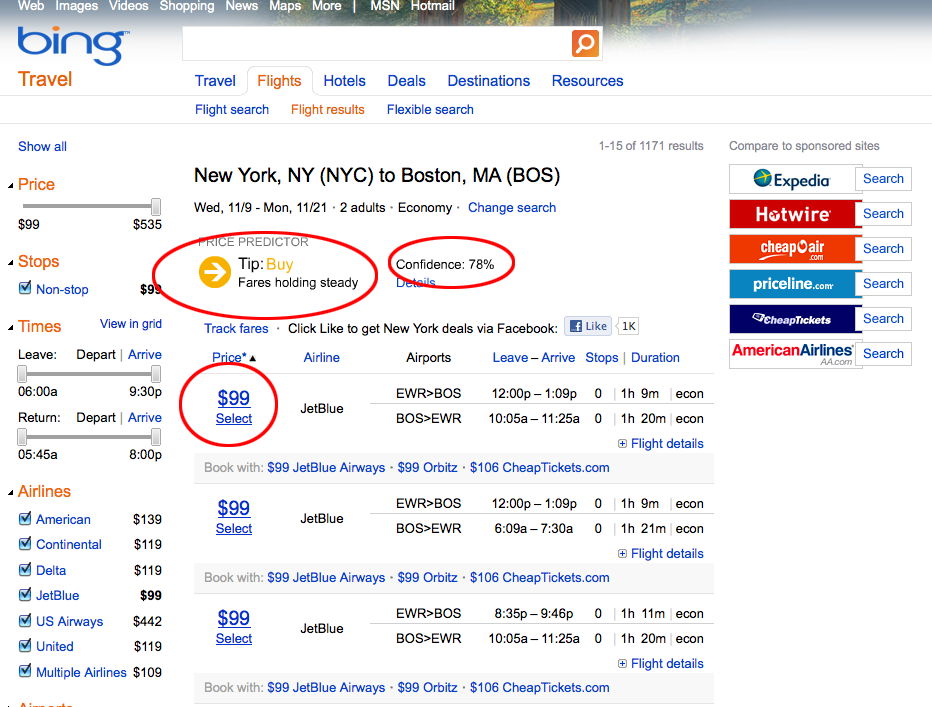 Web Images Videos Shopping News Maps More | MSN Hotmail
bing™
Travel
Travel Flights Hotels Deals Destinations Resources
Flight search Flight results Flexible search
Show all
Price
$99 $535
Stops
Non-stop $99
Times View in grid
Leave: Depart | Arrive
06:00a 9:30p
Return: Depart | Arrive
05:45a 8:00p
Airlines
American $139
Continental $119
Delta $119
JetBlue $99
US Airways $442
United $119
Multiple Airlines $109
Airports
1-15 of 1171 results
New York, NY (NYC) to Boston, MA (BOS)
Wed, 11/9 - Mon, 11/21 · 2 adults · Economy · Change search
PRICE PREDICTOR
Tip: Buy
Fares holding steady
Confidence: 78%
Details
Track fares · Click Like to get New York deals via Facebook: Like 1K
Price* Airline Airports Leave – Arrive Stops | Duration
$99 Select JetBlue
EWR>BOS 12:00p – 1:09p 0 | 1h 9m | econ
BOS>EWR 10:05a – 11:25a 0 | 1h 20m | econ
Flight details
Book with: $99 JetBlue Airways · $99 Orbitz · $106 CheapTickets.com
$99 Select JetBlue
EWR>BOS 12:00p – 1:09p 0 | 1h 9m | econ
BOS>EWR 6:09a – 7:30a 0 | 1h 21m | econ
Flight details
Book with: $99 JetBlue Airways · $99 Orbitz · $106 CheapTickets.com
$99 Select JetBlue
EWR>BOS 8:35p – 9:46p 0 | 1h 11m | econ
BOS>EWR 10:05a – 11:25a 0 | 1h 20m | econ
Flight details
Book with: $99 JetBlue Airways · $99 Orbitz · $106 CheapTickets.com
Compare to sponsored sites
Expedia Search
Hotwire Search
cheapOair.com Search
priceline.com Search
CheapTickets Search
AmericanAirlines AA.com Search